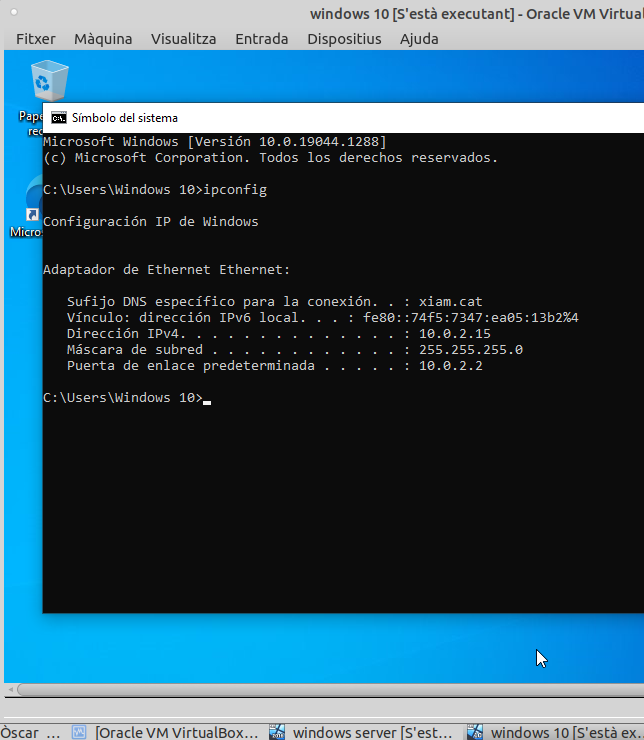 windows 10 [S'està executant] - Oracle VM Virtual
Fitxer Màquina Visualitza Entrada Dispositius Ajuda
Pape
rec
Micros
Símbolo del sistema
Microsoft Windows [Versión 10.0.19044.1288]
(c) Microsoft Corporation. Todos los derechos reservados.
C:\Users\Windows 10>ipconfig
Configuración IP de Windows
Adaptador de Ethernet Ethernet:
Sufijo DNS específico para la conexión. . : xiam.cat
Vínculo: dirección IPv6 local. . . : fe80::74f5:7347:ea05:13b2%4
Dirección IPv4. . . . . . . . . . . . . . : 10.0.2.15
Máscara de subred . . . . . . . . . . . . : 255.255.255.0
Puerta de enlace predeterminada . . . . . : 10.0.2.2
C:\Users\Windows 10>
Òscar ... [Oracle VM VirtualBox... windows server [S'est... windows 10 [S'està ex...